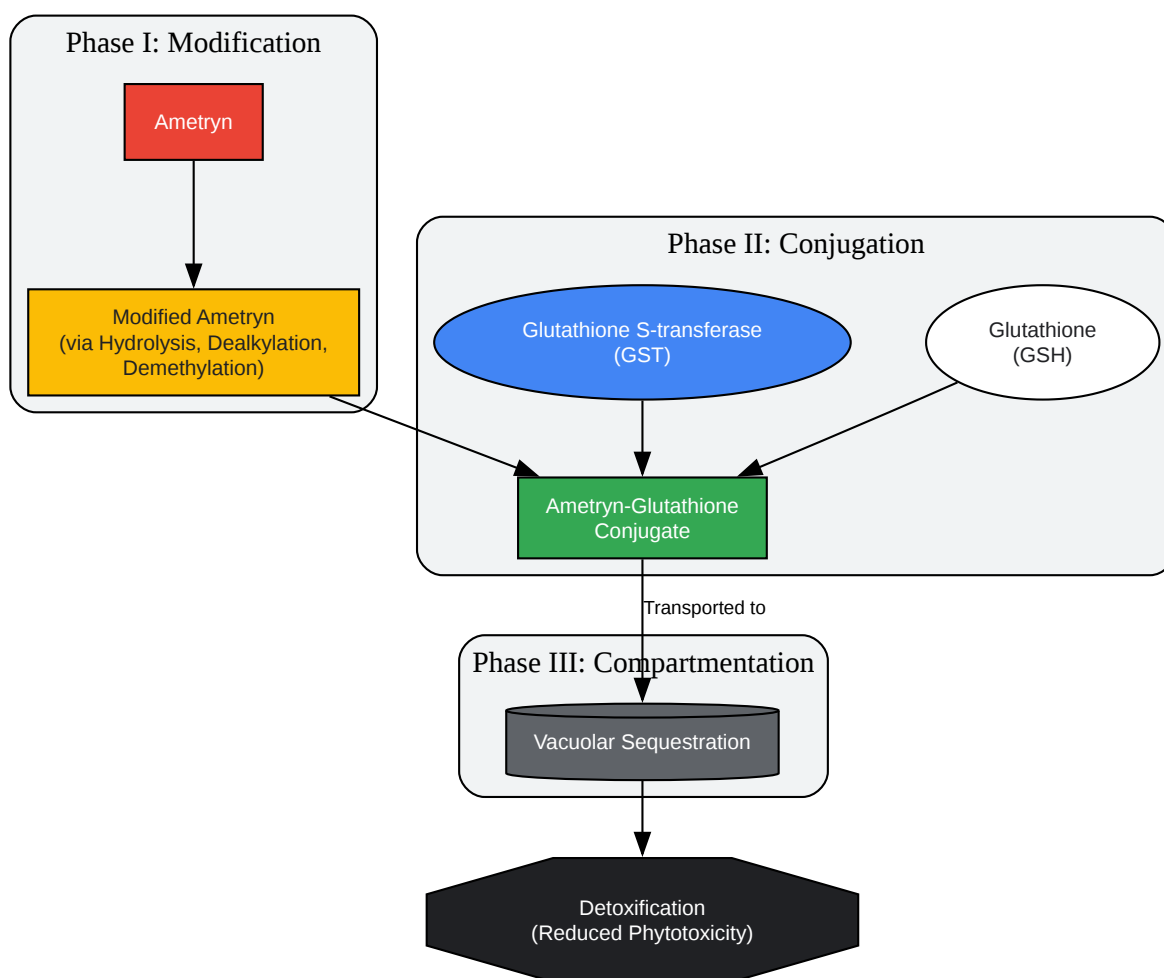 Phase I: Modification
Ametryn
Modified Ametryn
(via Hydrolysis, Dealkylation,
Demethylation)
Phase II: Conjugation
Glutathione S-transferase
(GST)
Glutathione
(GSH)
Ametryn-Glutathione
Conjugate
Transported to
Phase III: Compartmentation
Vacuolar Sequestration
Detoxification
(Reduced Phytotoxicity)